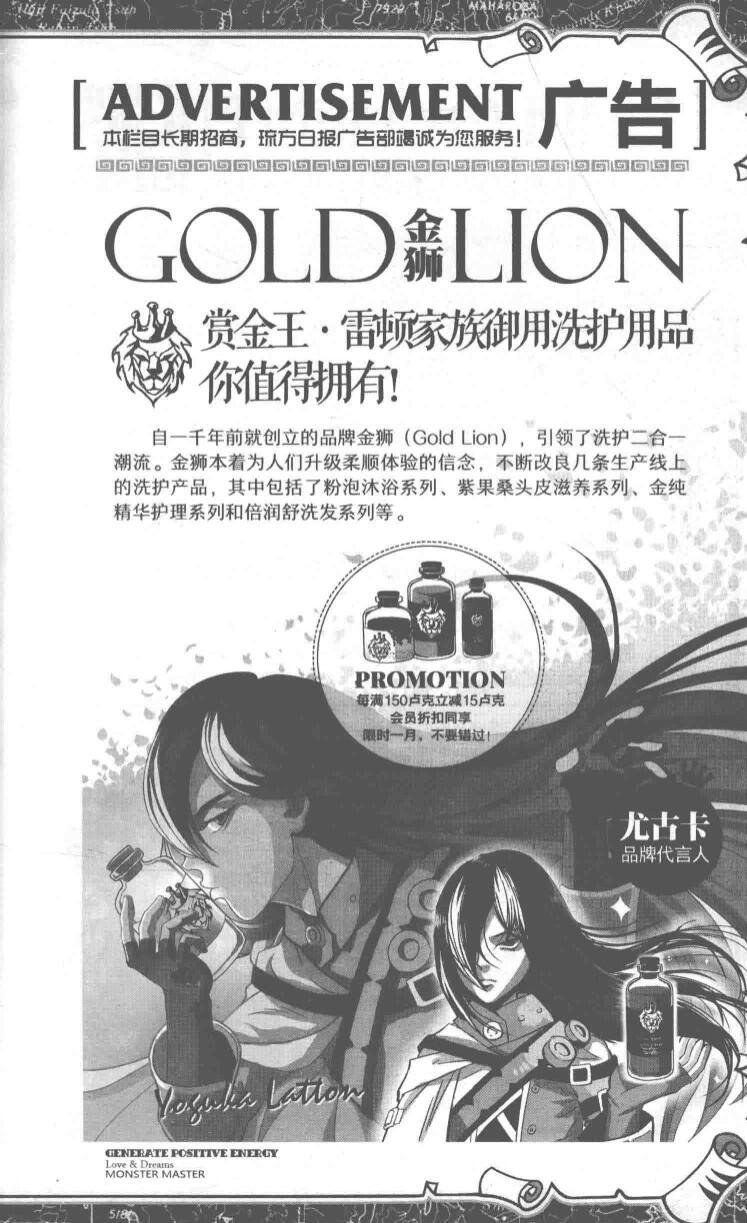 7922
MAHAROBA
[ ADVERTISEMENT 广告 ]
本栏目长期招商，琉方日报广告部竭诚为您服务！
GOLD 金狮 LION
赏金王·雷顿家族御用洗护用品
你值得拥有！
自一千年前就创立的品牌金狮（Gold Lion），引领了洗护二合一
潮流。金狮本着为人们升级柔顺体验的信念，不断改良几条生产线上
的洗护产品，其中包括了粉泡沐浴系列、紫果桑头皮滋养系列、金纯
精华护理系列和倍润舒洗发系列等。
PROMOTION
每满150卢克立减15卢克
会员折扣同享
限时一月，不要错过！
尤古卡
品牌代言人
Yoguka Latton
GENERATE POSITIVE ENERGY
Love & Dreams
MONSTER MASTER